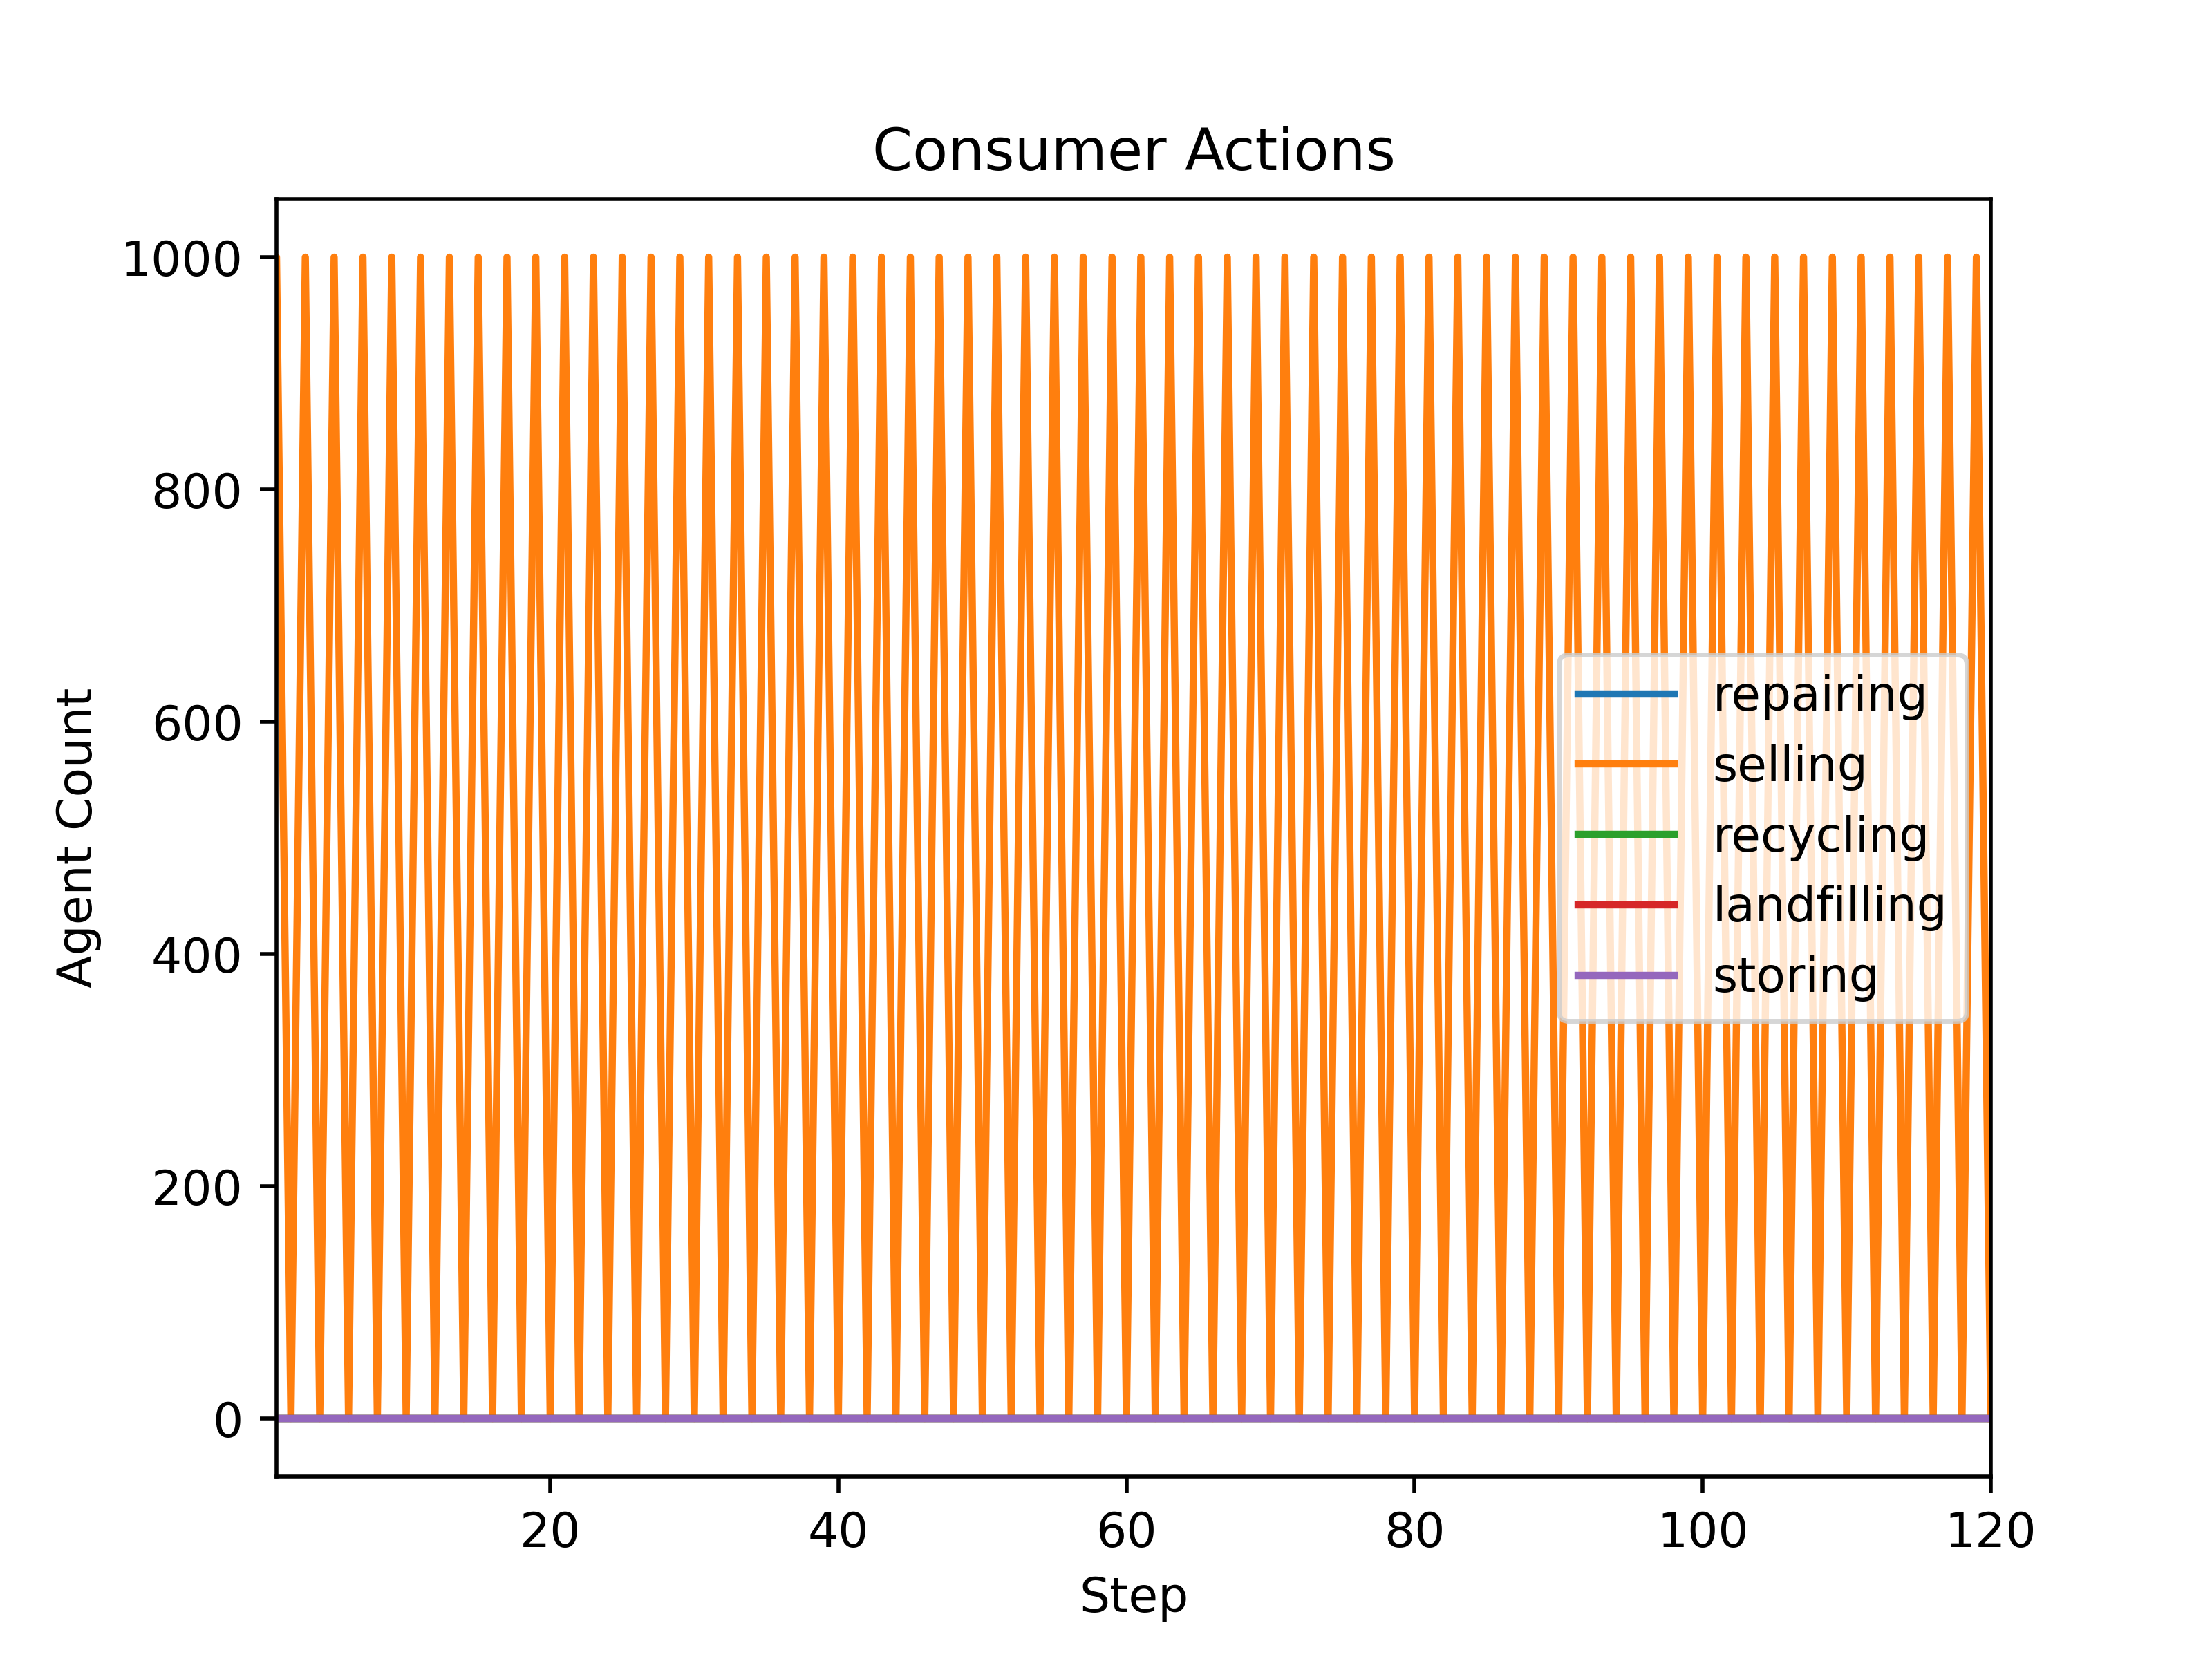 Consumer Actions
1000
800
600
400
200
0
Agent Count
repairing
selling
recycling
landfilling
storing
20 40 60 80 100 120
Step